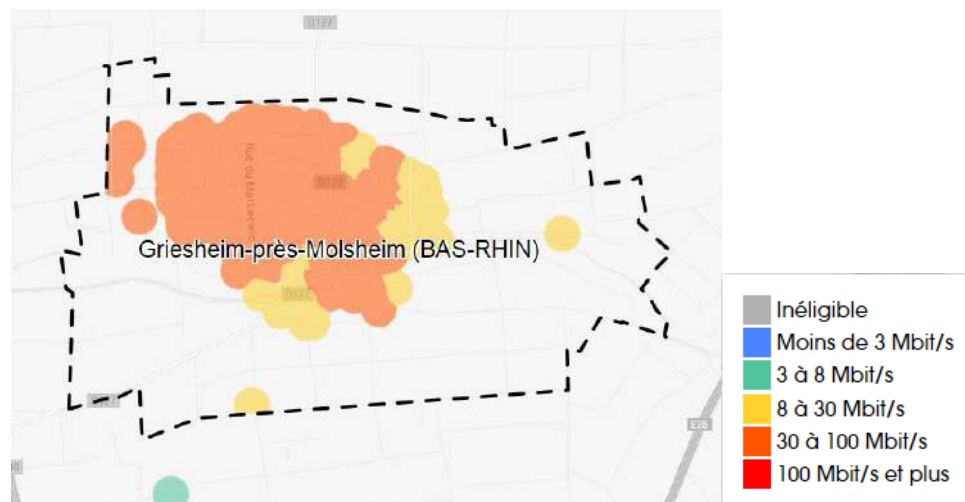 Griesheim-près-Molsheim (BAS-RHIN)
E25
Inéligible
Moins de 3 Mbit/s
3 à 8 Mbit/s
8 à 30 Mbit/s
30 à 100 Mbit/s
100 Mbit/s et plus